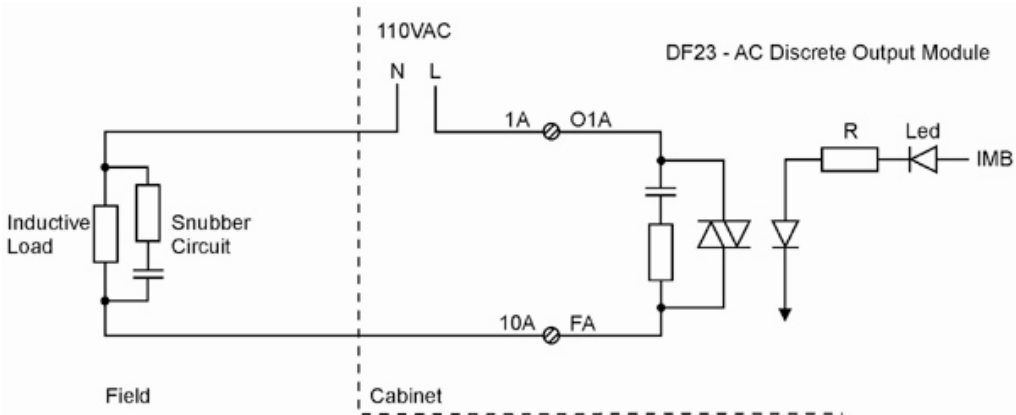 110VAC
DF23 - AC Discrete Output Module
N L
1A O1A
R Led
IMB
Inductive
Load
Snubber
Circuit
10A FA
Field
Cabinet